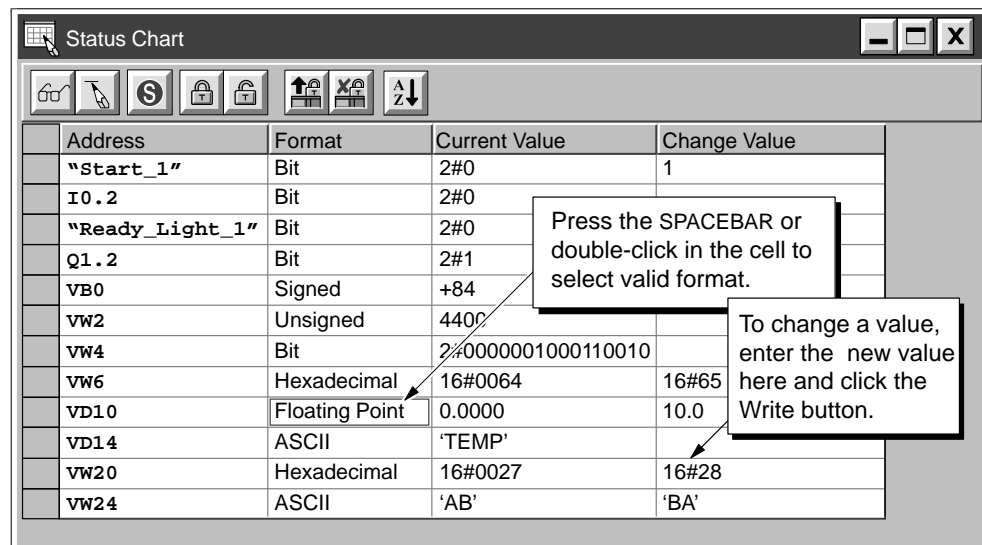 Status Chart
Address Format Current Value Change Value
“Start_1” Bit 2#0 1
I0.2 Bit 2#0
“Ready_Light_1” Bit 2#0
Q1.2 Bit 2#1
VB0 Signed +84
VW2 Unsigned 4400
VW4 Bit 2#0000001000110010
VW6 Hexadecimal 16#0064 16#65
VD10 Floating Point 0.0000 10.0
VD14 ASCII ‘TEMP’
VW20 Hexadecimal 16#0027 16#28
VW24 ASCII ‘AB’ ‘BA’
Press the SPACEBAR or
double-click in the cell to
select valid format.
To change a value,
enter the new value
here and click the
Write button.